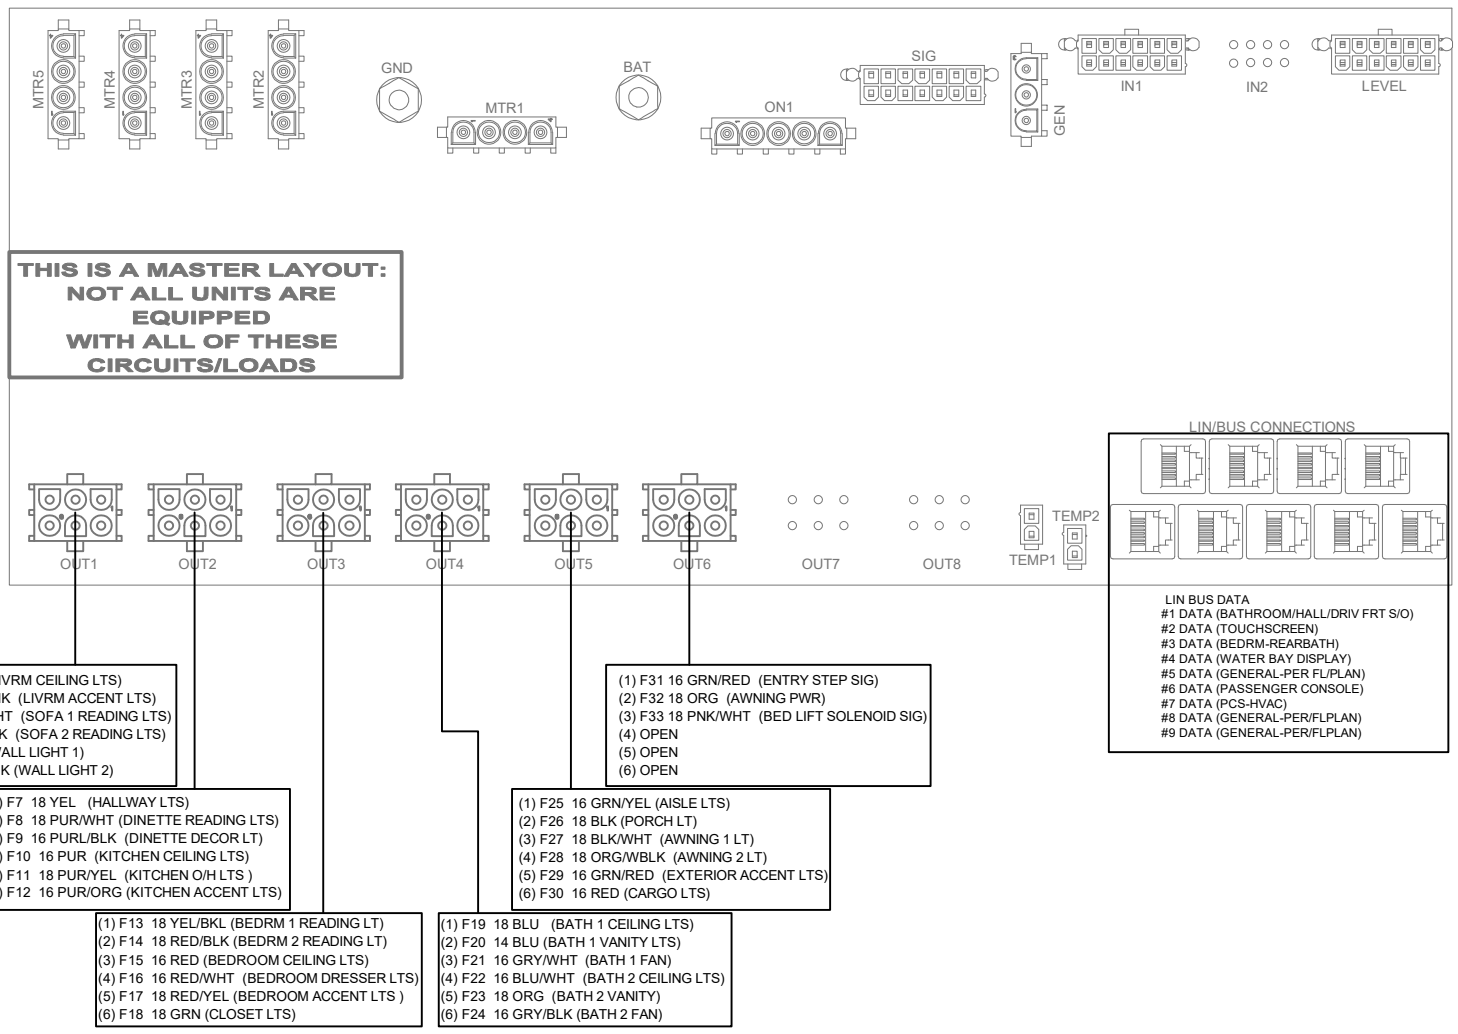 MTR5
MTR4
MTR3
MTR2
GND
MTR1
BAT
ON1
SIG
GEN
IN1
IN2
LEVEL
THIS IS A MASTER LAYOUT:
NOT ALL UNITS ARE
EQUIPPED
WITH ALL OF THESE
CIRCUITS/LOADS
LIN/BUS CONNECTIONS
OUT1
OUT2
OUT3
OUT4
OUT5
OUT6
OUT7
OUT8
TEMP1
TEMP2
LIN BUS DATA
#1 DATA (BATHROOM/HALL/DRIV FRT S/O)
#2 DATA (TOUCHSCREEN)
#3 DATA (BEDRM-REARBATH)
#4 DATA (WATER BAY DISPLAY)
#5 DATA (GENERAL-PER FL/PLAN)
#6 DATA (PASSENGER CONSOLE)
#7 DATA (PCS-HVAC)
#8 DATA (GENERAL-PER/FLPLAN)
#9 DATA (GENERAL-PER/FLPLAN)
CEILING LTS)
(LIVRM ACCENT LTS)
(SOFA 1 READING LTS)
(SOFA 2 READING LTS)
LIGHT 1)
(WALL LIGHT 2)
(1) F31 16 GRN/RED (ENTRY STEP SIG)
(2) F32 18 ORG (AWNING PWR)
(3) F33 18 PNK/WHT (BED LIFT SOLENOID SIG)
(4) OPEN
(5) OPEN
(6) OPEN
) F7 18 YEL (HALLWAY LTS)
) F8 18 PUR/WHT (DINETTE READING LTS)
) F9 16 PURL/BLK (DINETTE DECOR LT)
) F10 16 PUR (KITCHEN CEILING LTS)
) F11 18 PUR/YEL (KITCHEN O/H LTS )
) F12 16 PUR/ORG (KITCHEN ACCENT LTS)
(1) F25 16 GRN/YEL (AISLE LTS)
(2) F26 18 BLK (PORCH LT)
(3) F27 18 BLK/WHT (AWNING 1 LT)
(4) F28 18 ORG/WBLK (AWNING 2 LT)
(5) F29 16 GRN/RED (EXTERIOR ACCENT LTS)
(6) F30 16 RED (CARGO LTS)
(1) F13 18 YEL/BKL (BEDRM 1 READING LT)
(2) F14 18 RED/BLK (BEDRM 2 READING LT)
(3) F15 16 RED (BEDROOM CEILING LTS)
(4) F16 16 RED/WHT (BEDROOM DRESSER LTS)
(5) F17 18 RED/YEL (BEDROOM ACCENT LTS )
(6) F18 18 GRN (CLOSET LTS)
(1) F19 18 BLU (BATH 1 CEILING LTS)
(2) F20 14 BLU (BATH 1 VANITY LTS)
(3) F21 16 GRY/WHT (BATH 1 FAN)
(4) F22 16 BLU/WHT (BATH 2 CEILING LTS)
(5) F23 18 ORG (BATH 2 VANITY)
(6) F24 16 GRY/BLK (BATH 2 FAN)